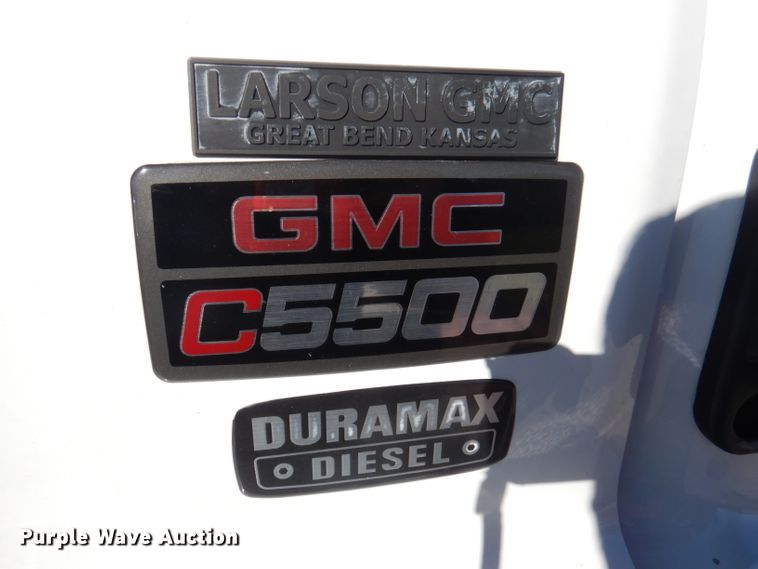 LARSON GMC
GREAT BEND KANSAS
GMC
C5500
DURAMAX
DIESEL
Purple Wave Auction